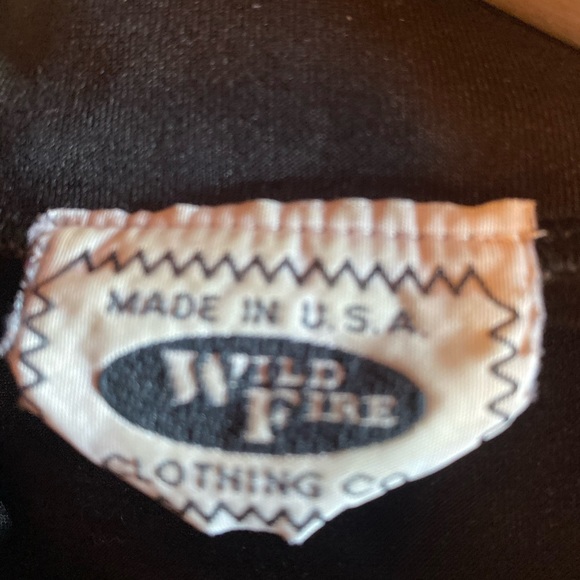 MADE IN U.S.A.
WILD
FIRE
CLOTHING CO